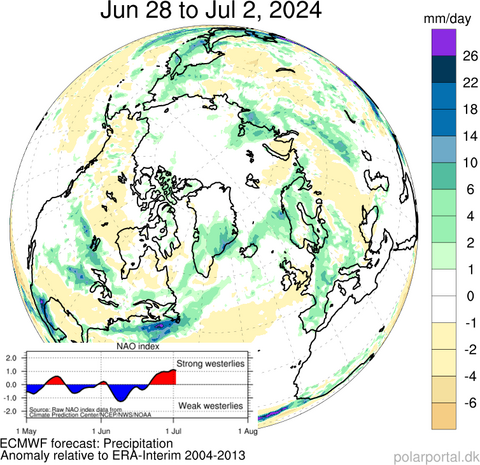 Jun 28 to Jul 2, 2024
mm/day
26
22
18
14
10
6
4
2
1
0
-1
-2
-4
-6
NAO index
2.0
1.0
0.0
-1.0
-2.0
Strong westerlies
Weak westerlies
Source: Raw NAO index data from
Climate Prediction Center/NCEP/NWS/NOAA
1 May
1 Jun
1 Jul
1 Aug
ECMWF forecast: Precipitation
Anomaly relative to ERA-Interim 2004-2013
polarportal.dk